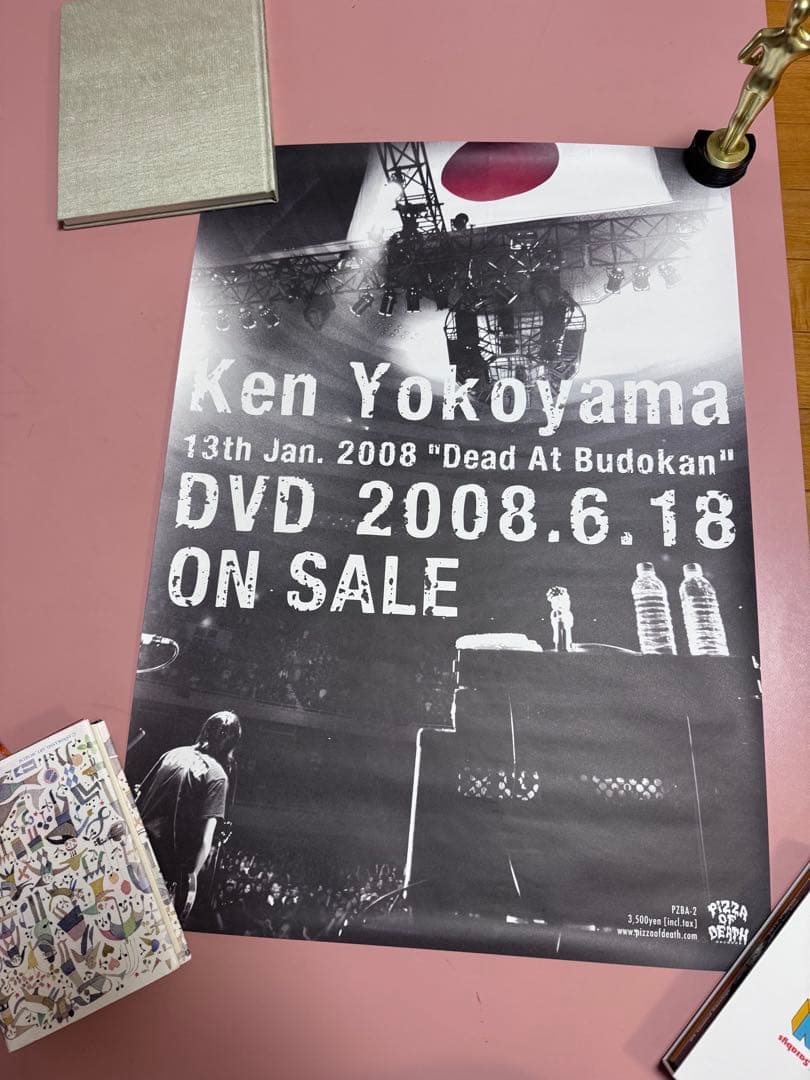 Ken Yokoyama
13th Jan. 2008 "Dead At Budokan"
DVD 2008.6.18
ON SALE
PZBA-2
3,500yen [incl.tax]
www.pizzaofdeath.com
PIZZA
OF
DEATH